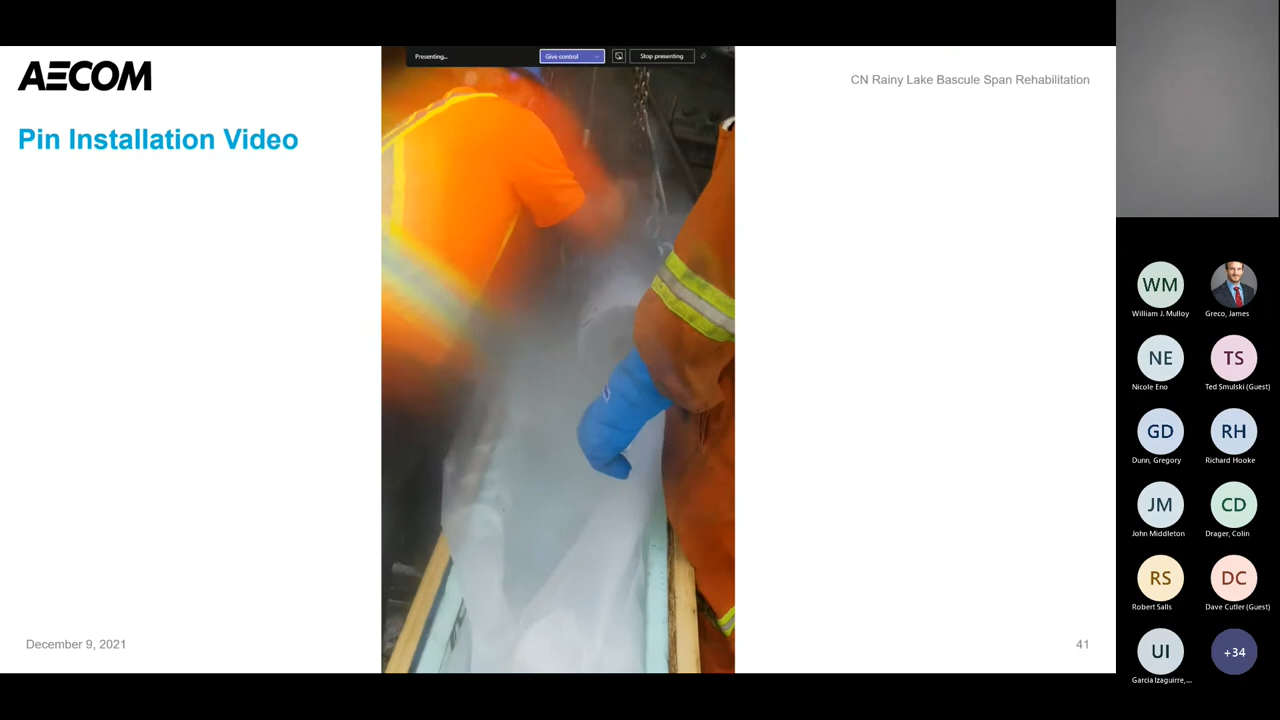 AECOM
Presenting...
Give control
Stop presenting
CN Rainy Lake Bascule Span Rehabilitation
Pin Installation Video
December 9, 2021
41
WM
William J. Mulloy
Greco, James
NE
Nicole Eno
TS
Ted Smulski (Guest)
GD
Dunn, Gregory
RH
Richard Hooke
JM
John Middleton
CD
Drager, Colin
RS
Robert Salls
DC
Dave Cutler (Guest)
UI
Garcia Izaguirre,...
+34